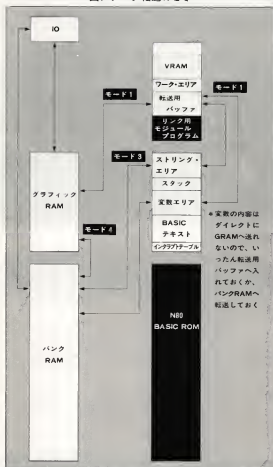 IO
VRAM
ワーク・エリア
転送用
バッファ
リンク用
モジュール
プログラム
モード1
モード1
モード3
モード4
ストリング・
エリア
スタック
変数エリア
BASIC
テキスト
インタラプトテーブル
グラフィック
RAM
バンク
RAM
N80
BASIC ROM
*変数の内容は
ダイレクトに
GRAMへ送れ
ないので、い
ったん転送用
バッファへ入
れておくか、
バンクRAMへ
転送しておく